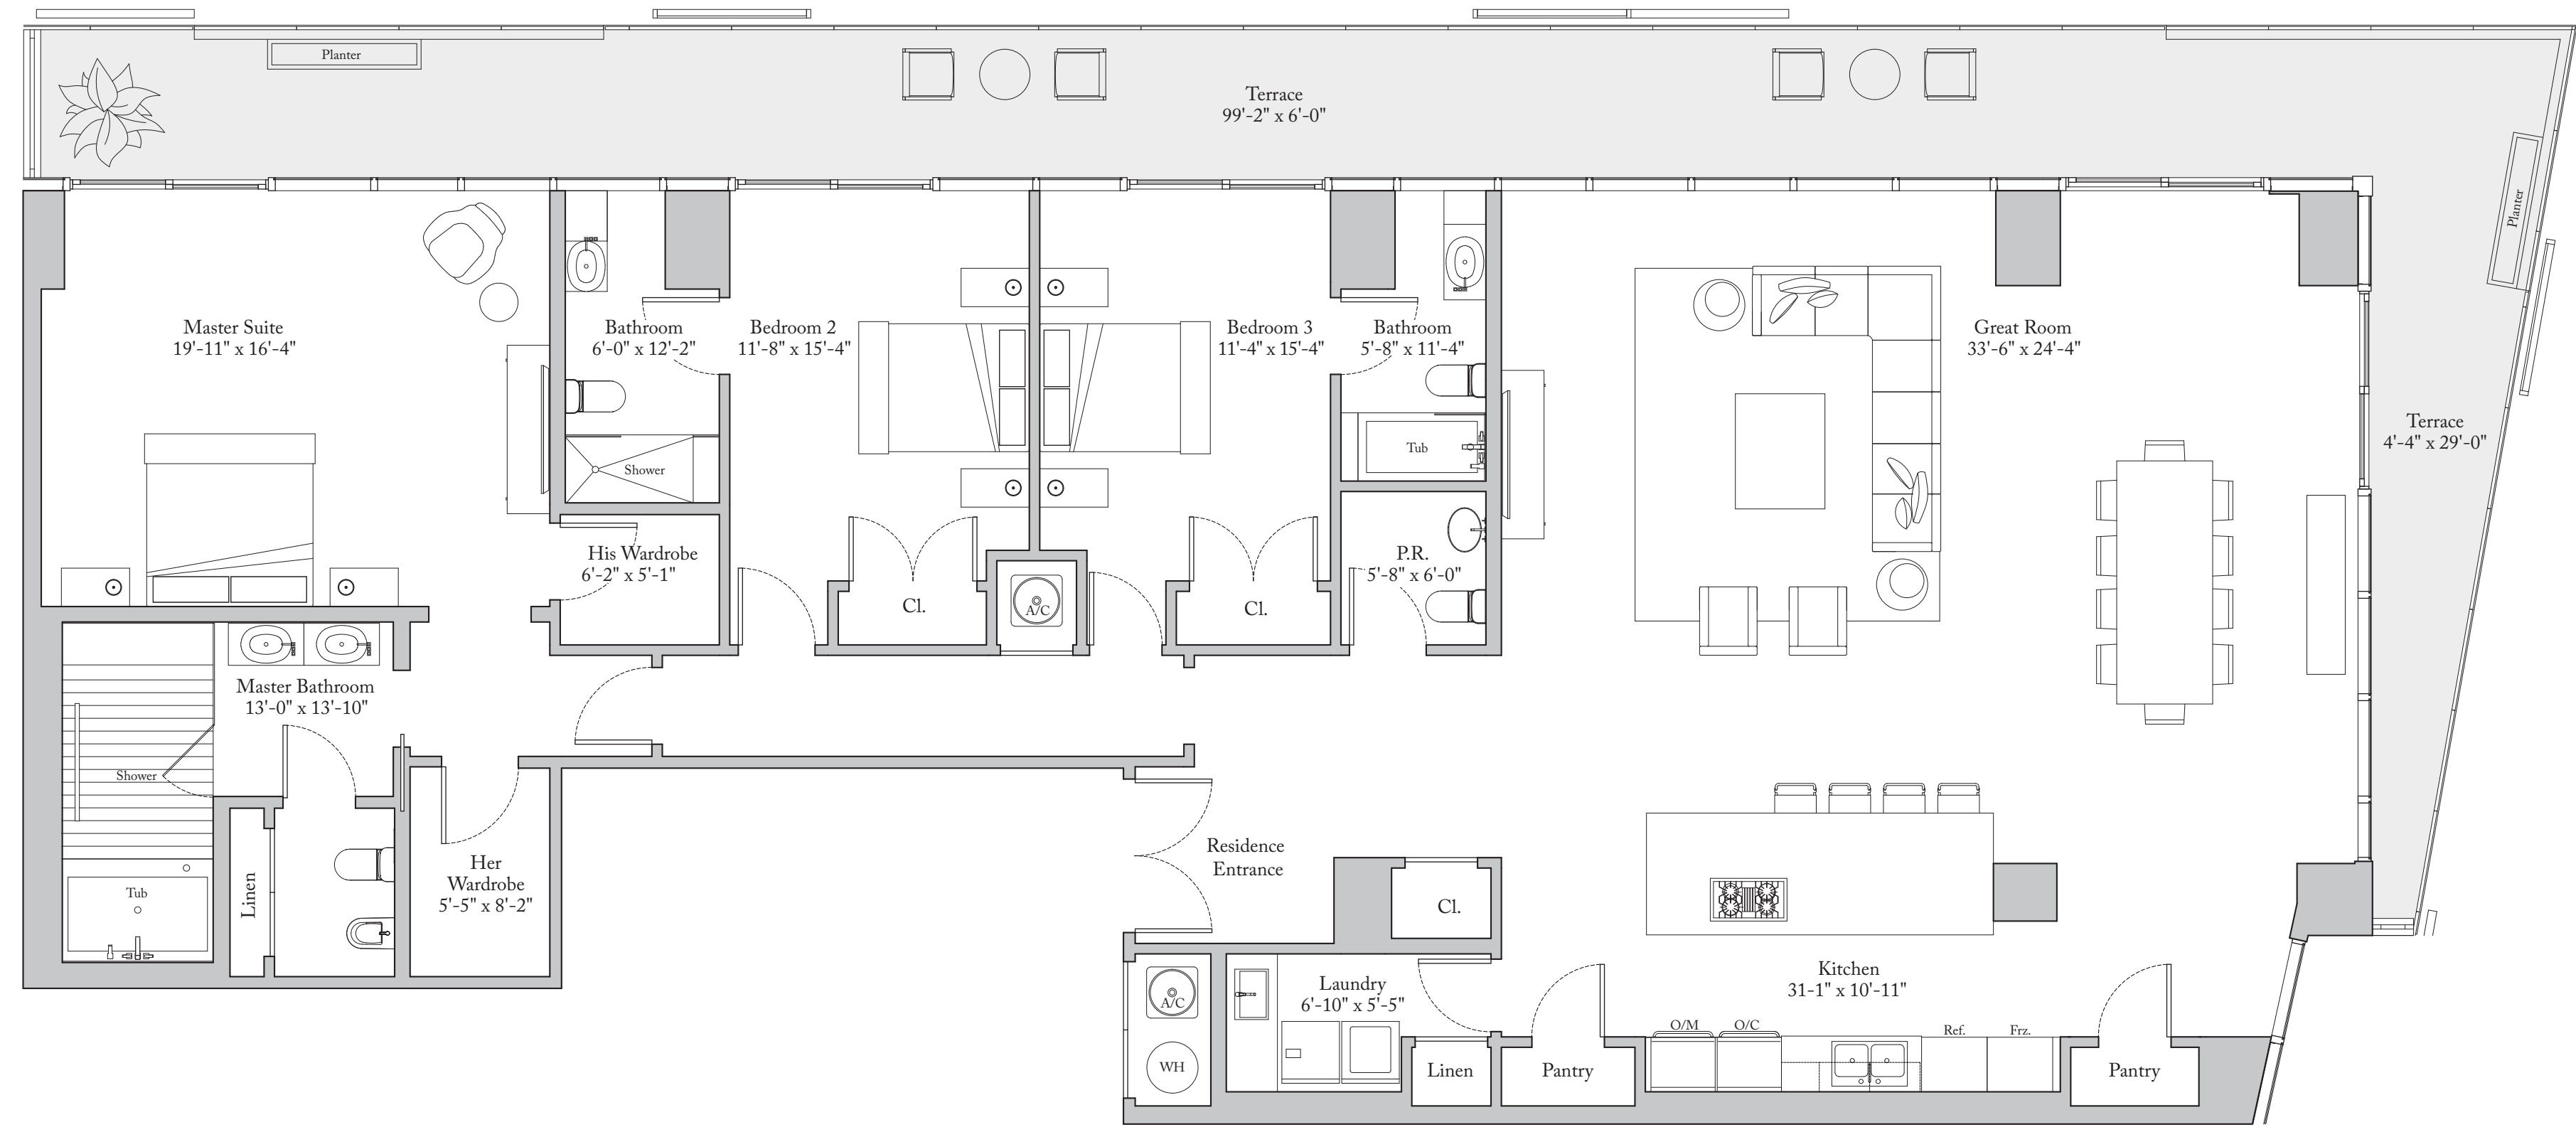 Planter
Terrace
99'-2" x 6'-0"
Planter
Master Suite
19'-11" x 16'-4"
Bathroom
6'-0" x 12'-2"
Bedroom 2
11'-8" x 15'-4"
Bedroom 3
11'-4" x 15'-4"
Bathroom
5'-8" x 11'-4"
Great Room
33'-6" x 24'-4"
Terrace
4'-4" x 29'-0"
Shower
Tub
His Wardrobe
6'-2" x 5'-1"
P.R.
5'-8" x 6'-0"
Cl.
A/C
Cl.
Master Bathroom
13'-0" x 13'-10"
Shower
Tub
Linen
Her
Wardrobe
5'-5" x 8'-2"
Residence
Entrance
Cl.
A/C
WH
Laundry
6'-10" x 5'-5"
Linen
Pantry
Kitchen
31-1" x 10'-11"
O/M
O/C
Ref.
Frz.
Pantry